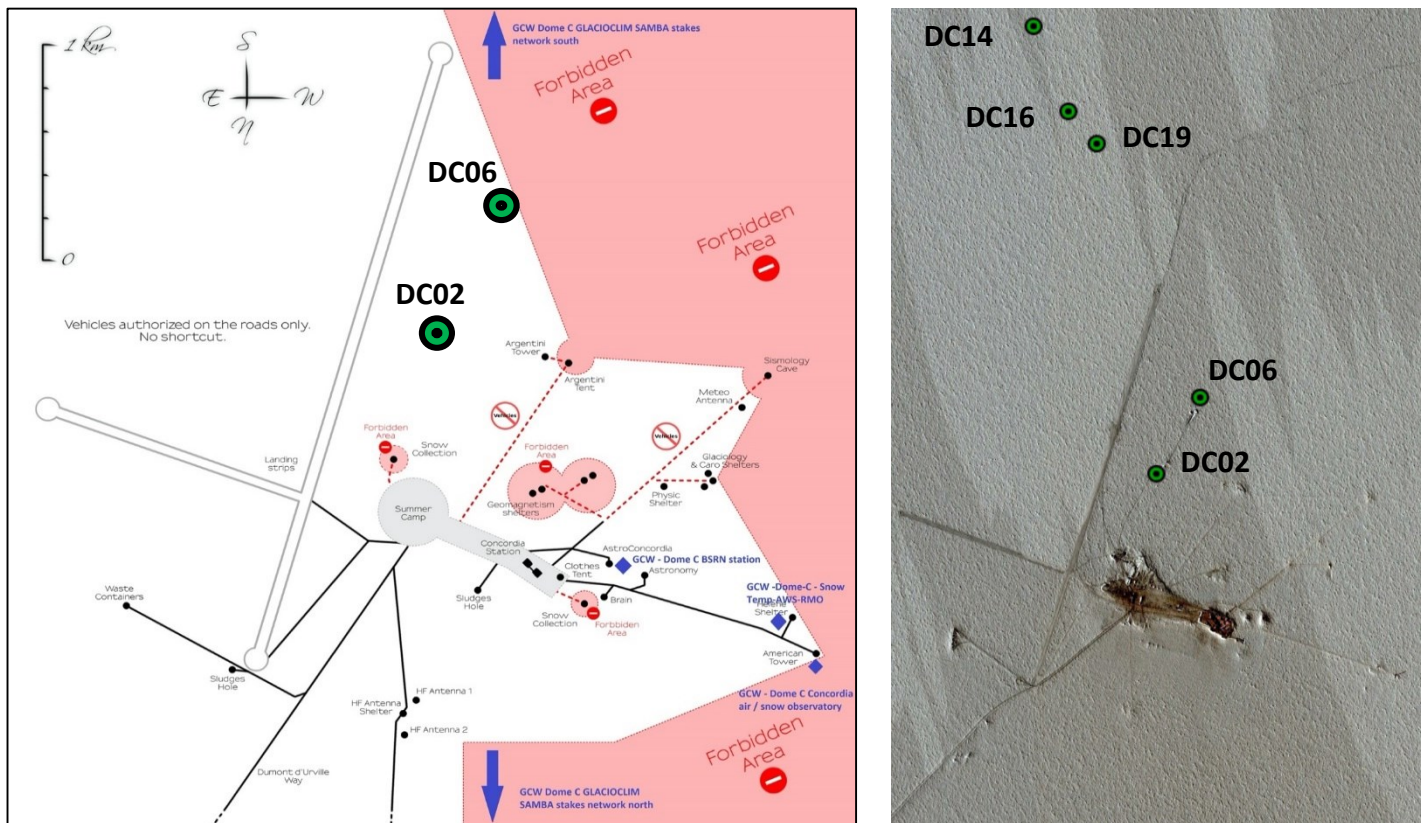 1 km
0
S
E
W
N
GCW Dome C GLACIOCLIM SAMBA stakes
network south
Forbidden
Area
DC06
Forbidden
Area
DC02
Vehicles authorized on the roads only.
No shortcut.
Argentini
Tower
Argentini
Tent
Sismology
Cave
Meteo
Antenna
Vehicles
Vehicles
Forbidden
Area
Snow
Collection
Landing
strips
Forbidden
Area
Glaciology
& Caro Shelters
Geomagnetism
shelters
Physic
Shelter
Summer
Camp
Concordia
Station
AstroConcordia
GCW - Dome C BSRN station
Clothes
Tent
Astronomy
Waste
Containers
Sludges
Hole
Brain
GCW -Dome-C - Snow
Temp-AWS-RMO
Helene
Shelter
Snow
Collection
Forbbiden
Area
American
Tower
Sludges
Hole
HF Antenna 1
HF Antenna
Shelter
HF Antenna 2
GCW - Dome C Concordia
air / snow observatory
Forbidden
Area
Dumont d'Urville
Way
GCW Dome C GLACIOCLIM
SAMBA stakes network north
DC14
DC16
DC19
DC06
DC02